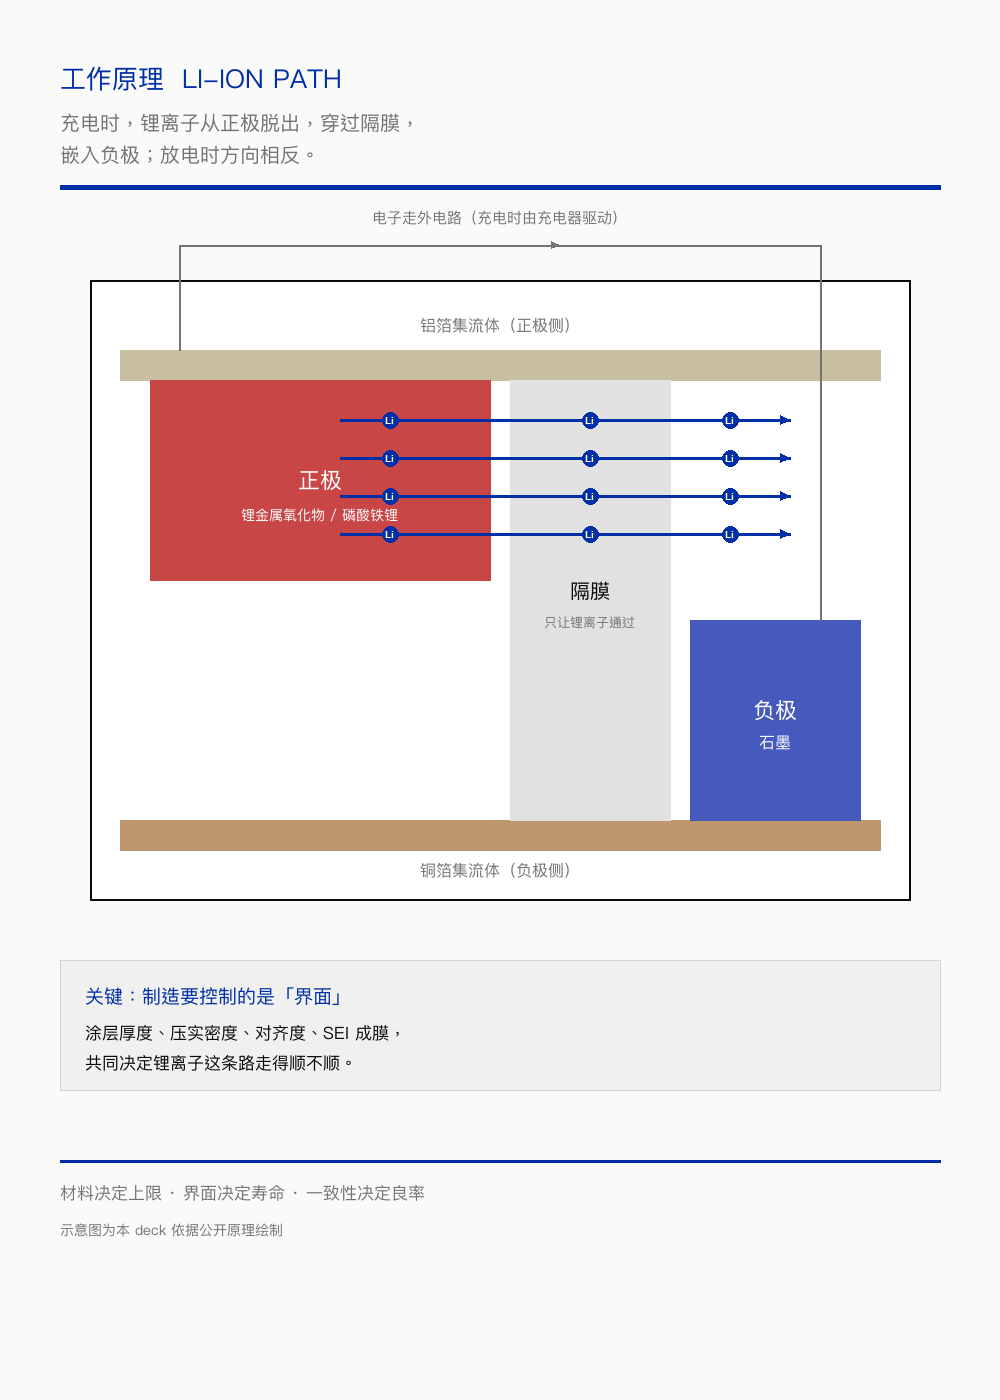 工作原理 LI–ION PATH
充电时，锂离子从正极脱出，穿过隔膜，
嵌入负极；放电时方向相反。
电子走外电路（充电时由充电器驱动）
铝箔集流体（正极侧）
Li Li Li
Li Li Li
正极
Li Li Li
锂金属氧化物 / 磷酸铁锂
Li Li Li
隔膜
只让锂离子通过
负极
石墨
铜箔集流体（负极侧）
关键：制造要控制的是「界面」
涂层厚度、压实密度、对齐度、SEI 成膜，
共同决定锂离子这条路走得顺不顺。
材料决定上限 · 界面决定寿命 · 一致性决定良率
示意图为本 deck 依据公开原理绘制